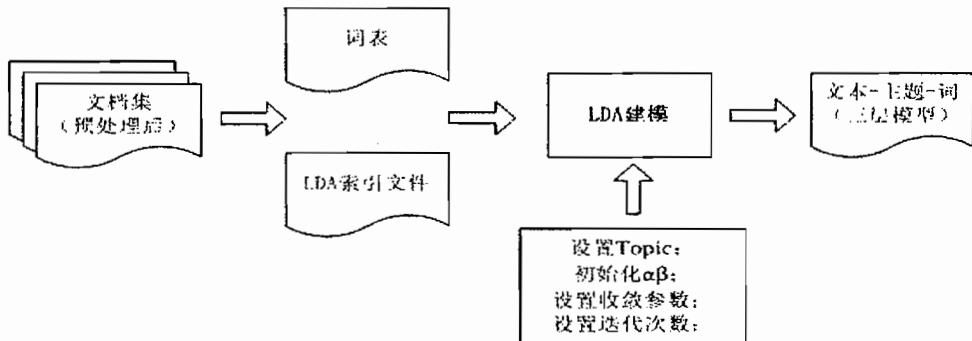 词表
文档集
(预处理后)
LDA索引文件
LDA建模
文本-主题-词
(三层模型)
设置Topic;
初始化αβ;
设置收敛参数;
设置迭代次数;